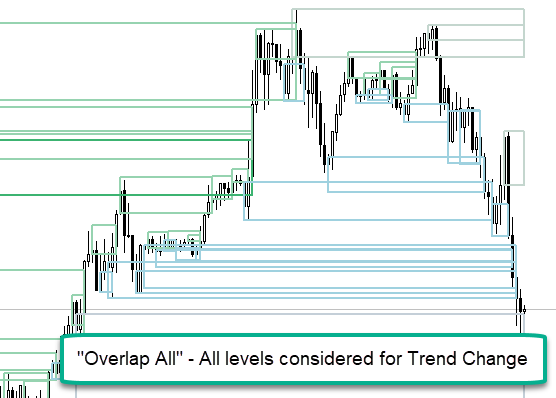 "Overlap All" - All levels considered for Trend Change